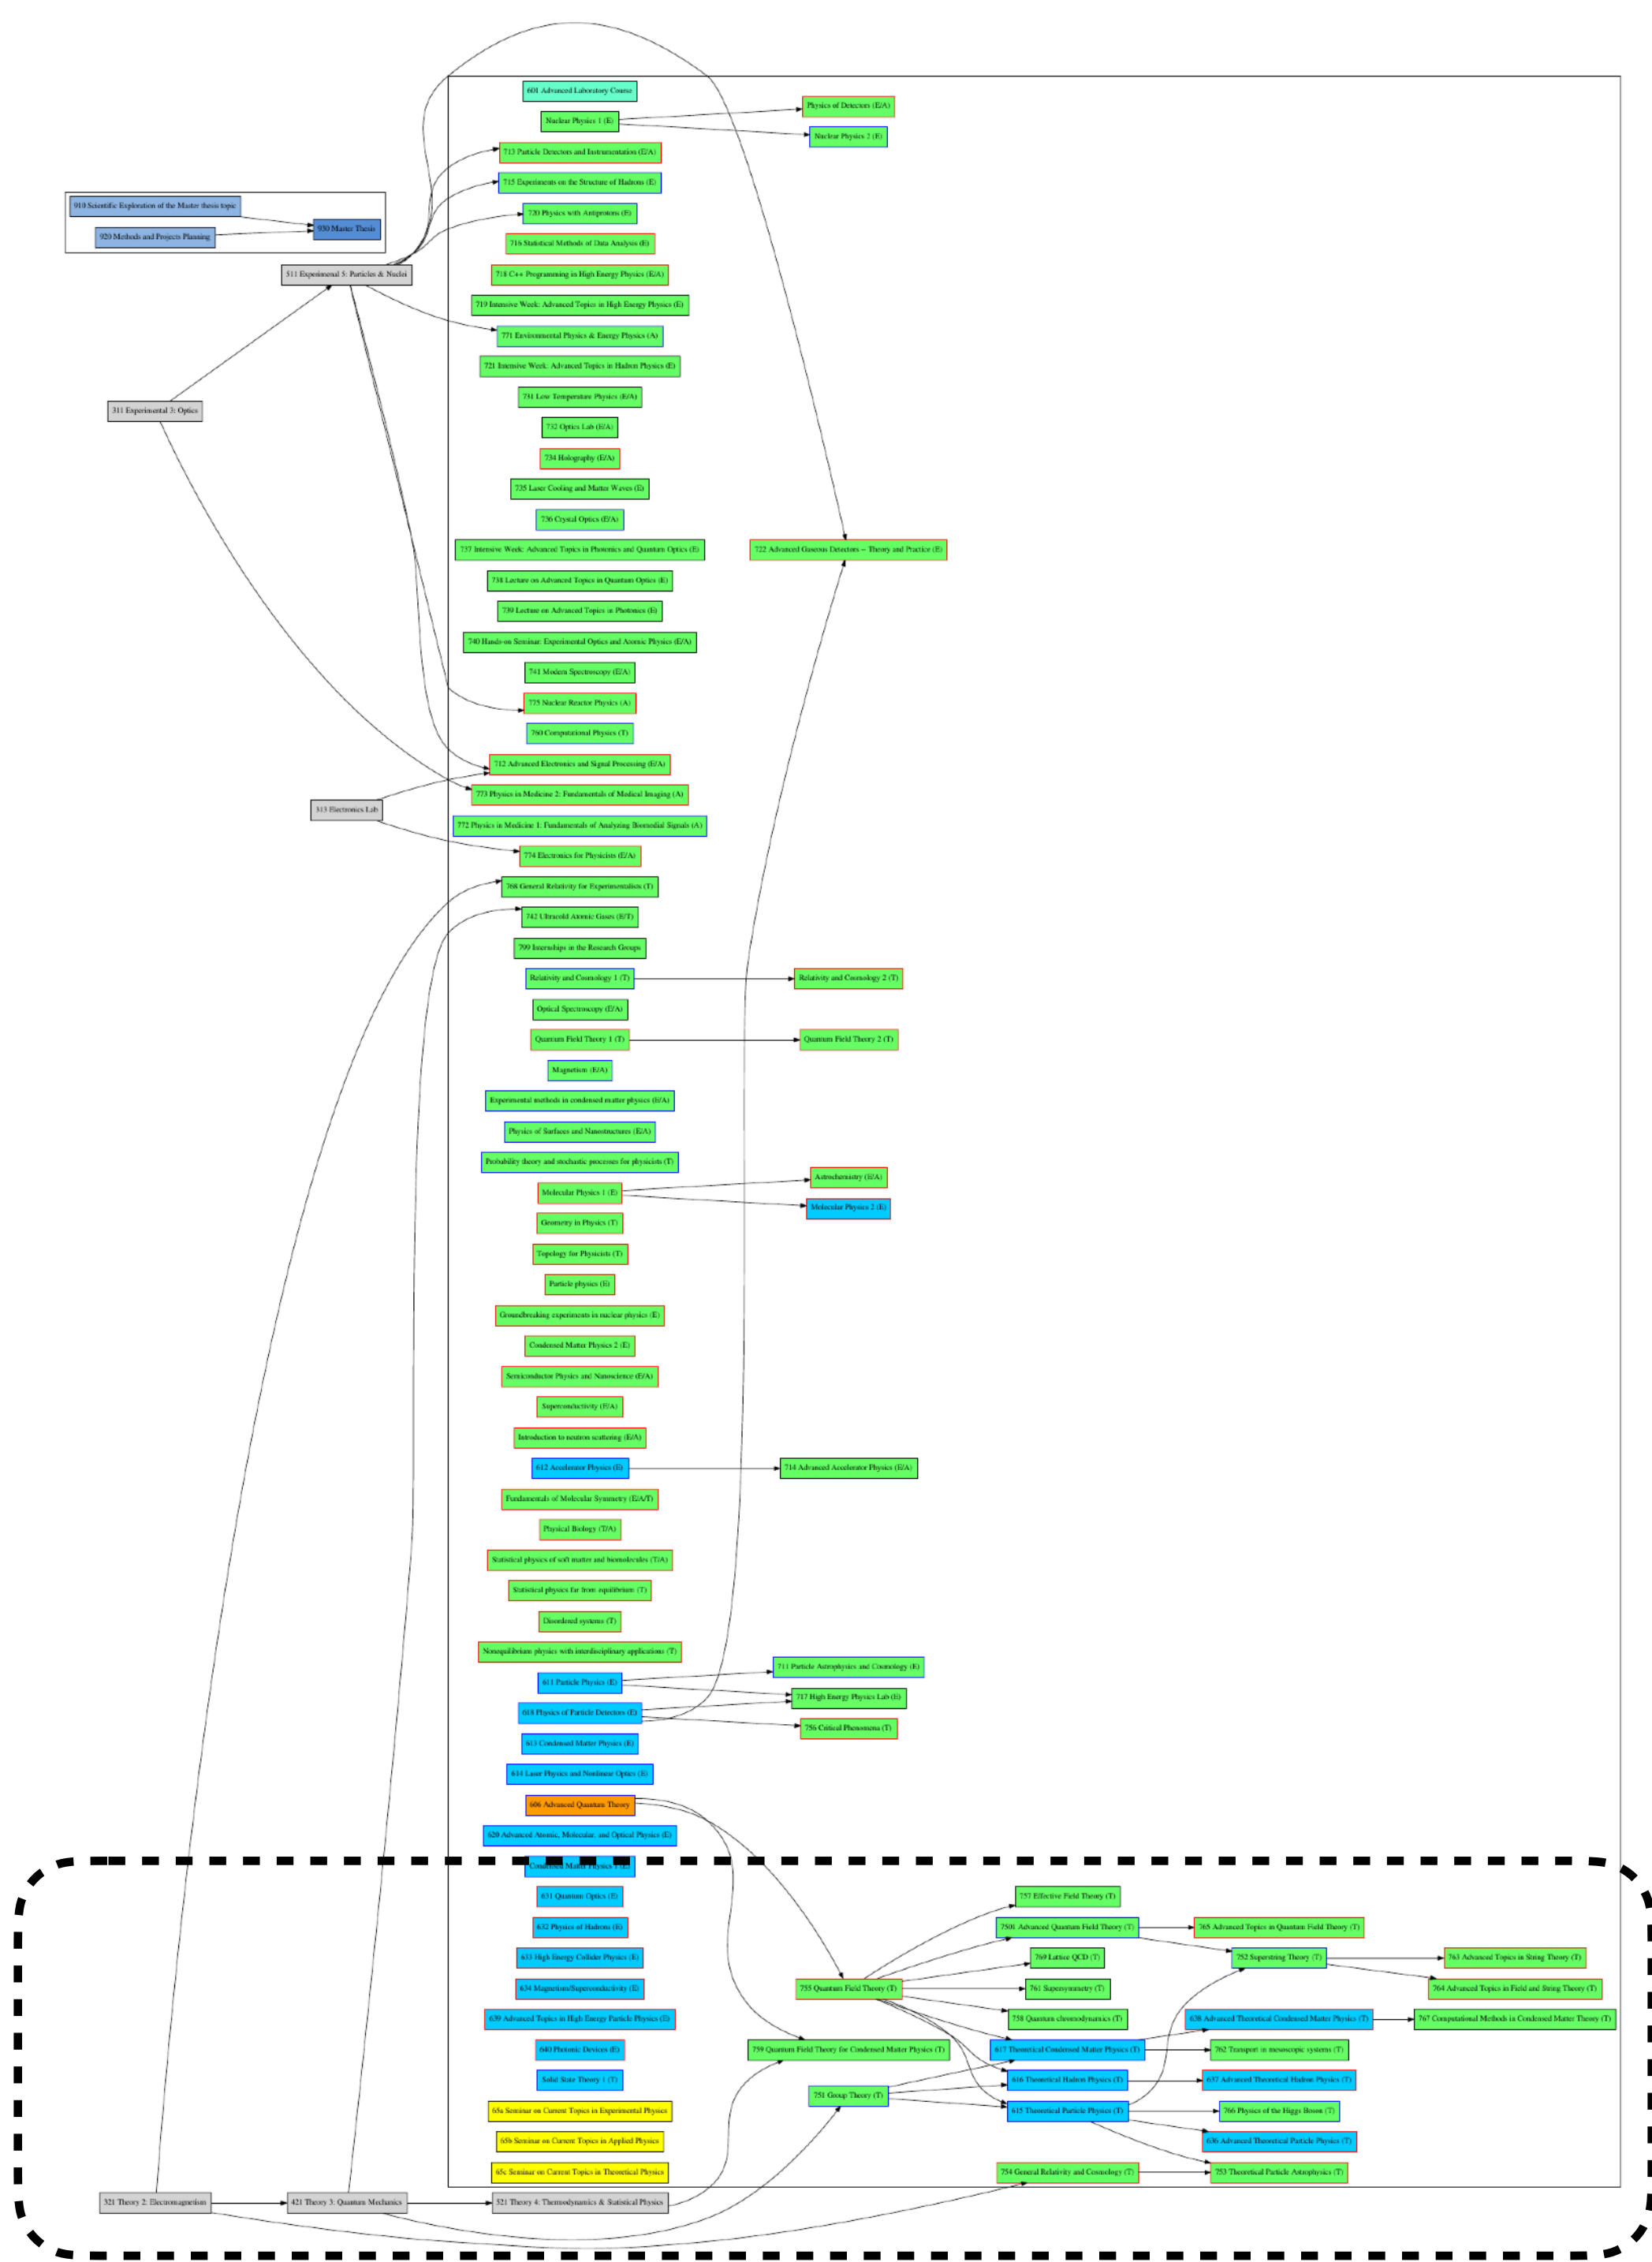 601 Advanced Laboratory Course
Physics of Detectors (E/A)
Nuclear Physics 1 (E)
Nuclear Physics 2 (E)
713 Particle Detectors and Instrumentation (E/A)
715 Experiments on the Structure of Hadrons (E)
910 Scientific Exploration of the Master thesis topic
720 Physics with Antiprotons (E)
930 Master Thesis
920 Methods and Projects Planning
716 Statistical Methods of Data Analysis (E)
511 Experimenal 5: Particles & Nuclei
718 C++ Programming in High Energy Physics (E/A)
719 Intensive Week: Advanced Topics in High Energy Physics (E)
771 Environmental Physics & Energy Physics (A)
721 Intensive Week: Advanced Topics in Hadron Physics (E)
731 Low Temperature Physics (E/A)
311 Experimental 3: Optics
732 Optics Lab (E/A)
734 Holography (E/A)
735 Laser Cooling and Matter Waves (E)
736 Crystal Optics (E/A)
737 Intensive Week: Advanced Topics in Photonics and Quantum Optics (E)
722 Advanced Gaseous Detectors -- Theory and Practice (E)
738 Lecture on Advanced Topics in Quantum Optics (E)
739 Lecture on Advanced Topics in Photonics (E)
740 Hands-on Seminar: Experimental Optics and Atomic Physics (E/A)
741 Modern Spectroscopy (E/A)
775 Nuclear Reactor Physics (A)
760 Computational Physics (T)
712 Advanced Electronics and Signal Processing (E/A)
773 Physics in Medicine 2: Fundamentals of Medical Imaging (A)
313 Electronics Lab
772 Physics in Medicine 1: Fundamentals of Analyzing Biomedial Signals (A)
774 Electronics for Physicists (E/A)
768 General Relativity for Experimentalists (T)
742 Ultracold Atomic Gases (E/T)
799 Internships in the Research Groups
Relativity and Cosmology 1 (T)
Relativity and Cosmology 2 (T)
Optical Spectroscopy (E/A)
Quantum Field Theory 1 (T)
Quantum Field Theory 2 (T)
Magnetism (E/A)
Experimental methods in condensed matter physics (E/A)
Physics of Surfaces and Nanostructures (E/A)
Probability theory and stochastic processes for physicists (T)
Astrochemistry (E/A)
Molecular Physics 1 (E)
Molecular Physics 2 (E)
Geometry in Physics (T)
Topology for Physicists (T)
Particle physics (E)
Groundbreaking experiments in nuclear physics (E)
Condensed Matter Physics 2 (E)
Semiconductor Physics and Nanoscience (E/A)
Superconductivity (E/A)
Introduction to neutron scattering (E/A)
612 Accelerator Physics (E)
714 Advanced Accelerator Physics (E/A)
Fundamentals of Molecular Symmetry (E/A/T)
Physical Biology (T/A)
Statistical physics of soft matter and biomolecules (T/A)
Statistical physics far from equilibrium (T)
Disordered systems (T)
Nonequilibrium physics with interdisciplinary applications (T)
711 Particle Astrophysics and Cosmology (E)
611 Particle Physics (E)
717 High Energy Physics Lab (E)
618 Physics of Particle Detectors (E)
756 Critical Phenomena (T)
613 Condensed Matter Physics (E)
614 Laser Physics and Nonlinear Optics (E)
606 Advanced Quantum Theory
620 Advanced Atomic, Molecular, and Optical Physics (E)
Condensed Matter Physics 1 (E)
631 Quantum Optics (E)
757 Effective Field Theory (T)
632 Physics of Hadrons (E)
7501 Advanced Quantum Field Theory (T)
765 Advanced Topics in Quantum Field Theory (T)
633 High Energy Collider Physics (E)
769 Lattice QCD (T)
752 Superstring Theory (T)
763 Advanced Topics in String Theory (T)
634 Magnetism/Superconductivity (E)
755 Quantum Field Theory (T)
761 Supersymmetry (T)
764 Advanced Topics in Field and String Theory (T)
639 Advanced Topics in High Energy Particle Physics (E)
758 Quantum chromodynamics (T)
638 Advanced Theoretical Condensed Matter Physics (T)
767 Computational Methods in Condensed Matter Theory (T)
640 Photonic Devices (E)
759 Quantum Field Theory for Condensed Matter Physics (T)
617 Theoretical Condensed Matter Physics (T)
762 Transport in mesoscopic systems (T)
Solid State Theory 1 (T)
616 Theoretical Hadron Physics (T)
637 Advanced Theoretical Hadron Physics (T)
751 Group Theory (T)
65a Seminar on Current Topics in Experimental Physics
615 Theoretical Particle Physics (T)
766 Physics of the Higgs Boson (T)
65b Seminar on Current Topics in Applied Physics
636 Advanced Theoretical Particle Physics (T)
65c Seminar on Current Topics in Theoretical Physics
754 General Relativity and Cosmology (T)
753 Theoretical Particle Astrophysics (T)
321 Theory 2: Electromagnetism
421 Theory 3: Quantum Mechanics
521 Theory 4: Thermodynamics & Statistical Physics